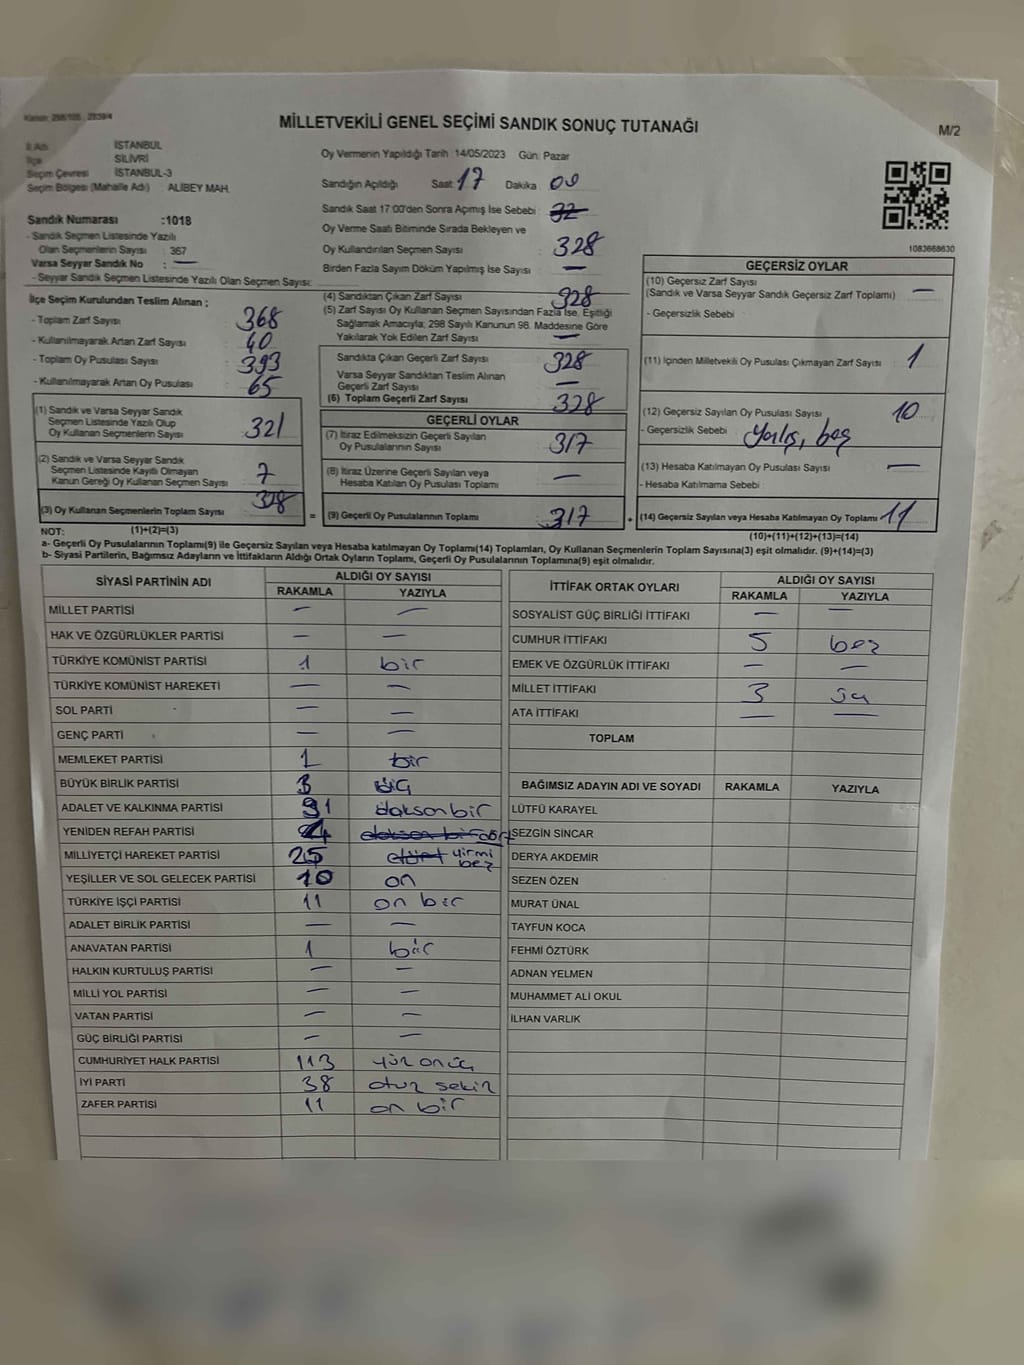 Kanun: 298/105, 2839/4
MİLLETVEKİLİ GENEL SEÇİMİ SANDIK SONUÇ TUTANAĞI
M/2
İl Adı İSTANBUL
İlçe SİLİVRİ
Seçim Çevresi İSTANBUL-3
Seçim Bölgesi (Mahalle Adı) : ALİBEY MAH.
Oy Vermenin Yapıldığı Tarih :14/05/2023 Gün: Pazar
Sandığın Açıldığı Saat: 17 Dakika : 00
Sandık Numarası :1018
- Sandık Seçmen Listesinde Yazılı
Olan Seçmenlerin Sayısı : 367
Varsa Seyyar Sandık No : —
- Seyyar Sandık Seçmen Listesinde Yazılı Olan Seçmen Sayısı:
Sandık Saat 17:00'den Sonra Açımış İse Sebebi :
Oy Verme Saati Bitiminde Sırada Bekleyen ve
Oy Kullandırılan Seçmen Sayısı : 328
Birden Fazla Sayım Döküm Yapılmış İse Sayısı : —
1083668630
İlçe Seçim Kurulundan Teslim Alınan ;
- Toplam Zarf Sayısı : 368
- Kullanılmayarak Artan Zarf Sayısı : 40
- Toplam Oy Pusulası Sayısı : 393
- Kullanılmayarak Artan Oy Pusulası : 65
(1) Sandık ve Varsa Seyyar Sandık
Seçmen Listesinde Yazılı Olup
Oy Kullanan Seçmenlerin Sayısı : 321
(2) Sandık ve Varsa Seyyar Sandık
Seçmen Listesinde Kayıtlı Olmayan
Kanun Gereği Oy Kullanan Seçmen Sayısı : 7
(3) Oy Kullanan Seçmenlerin Toplam Sayısı : 328
(4) Sandıktan Çıkan Zarf Sayısı : 328
(5) Zarf Sayısı Oy Kullanan Seçmen Sayısından Fazla İse, Eşitliği
Sağlamak Amacıyla, 298 Sayılı Kanunun 98. Maddesine Göre
Yakılarak Yok Edilen Zarf Sayısı : —
Sandıkta Çıkan Geçerli Zarf Sayısı : 328
Varsa Seyyar Sandıktan Teslim Alınan
Geçerli Zarf Sayısı : —
(6) Toplam Geçerli Zarf Sayısı : 328
GEÇERLİ OYLAR
(7) İtiraz Edilmeksizin Geçerli Sayılan
Oy Pusulalarının Sayısı : 317
(8) İtiraz Üzerine Geçerli Sayılan veya
Hesaba Katılan Oy Pusulası Toplamı : —
= (9) Geçerli Oy Pusulalarının Toplamı : 317
GEÇERSİZ OYLAR
(10) Geçersiz Zarf Sayısı
(Sandık ve Varsa Seyyar Sandık Geçersiz Zarf Toplamı) : —
- Geçersizlik Sebebi :
(11) İçinden Milletvekili Oy Pusulası Çıkmayan Zarf Sayısı : 1
(12) Geçersiz Sayılan Oy Pusulası Sayısı : 10
- Geçersizlik Sebebi : boş
(13) Hesaba Katılmayan Oy Pusulası Sayısı : —
- Hesaba Katılmama Sebebi :
+ (14) Geçersiz Sayılan veya Hesaba Katılmayan Oy Toplamı : 11
NOT: (1)+(2)=(3)
(10)+(11)+(12)+(13)=(14)
a- Geçerli Oy Pusulalarının Toplamı(9) ile Geçersiz Sayılan veya Hesaba katılmayan Oy Toplamı(14) Toplamları, Oy Kullanan Seçmenlerin Toplam Sayısına(3) eşit olmalıdır. (9)+(14)=(3)
b- Siyasi Partilerin, Bağımsız Adayların ve İttifakların Aldığı Ortak Oyların Toplamı, Geçerli Oy Pusulalarının Toplamına(9) eşit olmalıdır.
SİYASİ PARTİNİN ADI ALDIĞI OY SAYISI
RAKAMLA YAZIYLA
MİLLET PARTİSİ — —
HAK VE ÖZGÜRLÜKLER PARTİSİ — —
TÜRKİYE KOMÜNİST PARTİSİ 1 bir
TÜRKİYE KOMÜNİST HAREKETİ — —
SOL PARTİ — —
GENÇ PARTİ — —
MEMLEKET PARTİSİ 1 bir
BÜYÜK BİRLİK PARTİSİ 3 üç
ADALET VE KALKINMA PARTİSİ 91 doksan bir
YENİDEN REFAH PARTİSİ 4 doksan bir dört
MİLLİYETÇİ HAREKET PARTİSİ 25 dört yirmi beş
YEŞİLLER VE SOL GELECEK PARTİSİ 10 on
TÜRKİYE İŞÇİ PARTİSİ 11 on bir
ADALET BİRLİK PARTİSİ — —
ANAVATAN PARTİSİ 1 bir
HALKIN KURTULUŞ PARTİSİ — —
MİLLİ YOL PARTİSİ — —
VATAN PARTİSİ — —
GÜÇ BİRLİĞİ PARTİSİ — —
CUMHURİYET HALK PARTİSİ 113 yüz onüç
İYİ PARTİ 38 otuz sekiz
ZAFER PARTİSİ 11 on bir
İTTİFAK ORTAK OYLARI ALDIĞI OY SAYISI
RAKAMLA YAZIYLA
SOSYALİST GÜÇ BİRLİĞİ İTTİFAKI — —
CUMHUR İTTİFAKI 5 beş
EMEK VE ÖZGÜRLÜK İTTİFAKI — —
MİLLET İTTİFAKI 3 üç
ATA İTTİFAKI — —
TOPLAM
BAĞIMSIZ ADAYIN ADI VE SOYADI RAKAMLA YAZIYLA
LÜTFÜ KARAYEL
SEZGİN SİNCAR
DERYA AKDEMİR
SEZEN ÖZEN
MURAT ÜNAL
TAYFUN KOCA
FEHMİ ÖZTÜRK
ADNAN YELMEN
MUHAMMET ALİ OKUL
İLHAN VARLIK